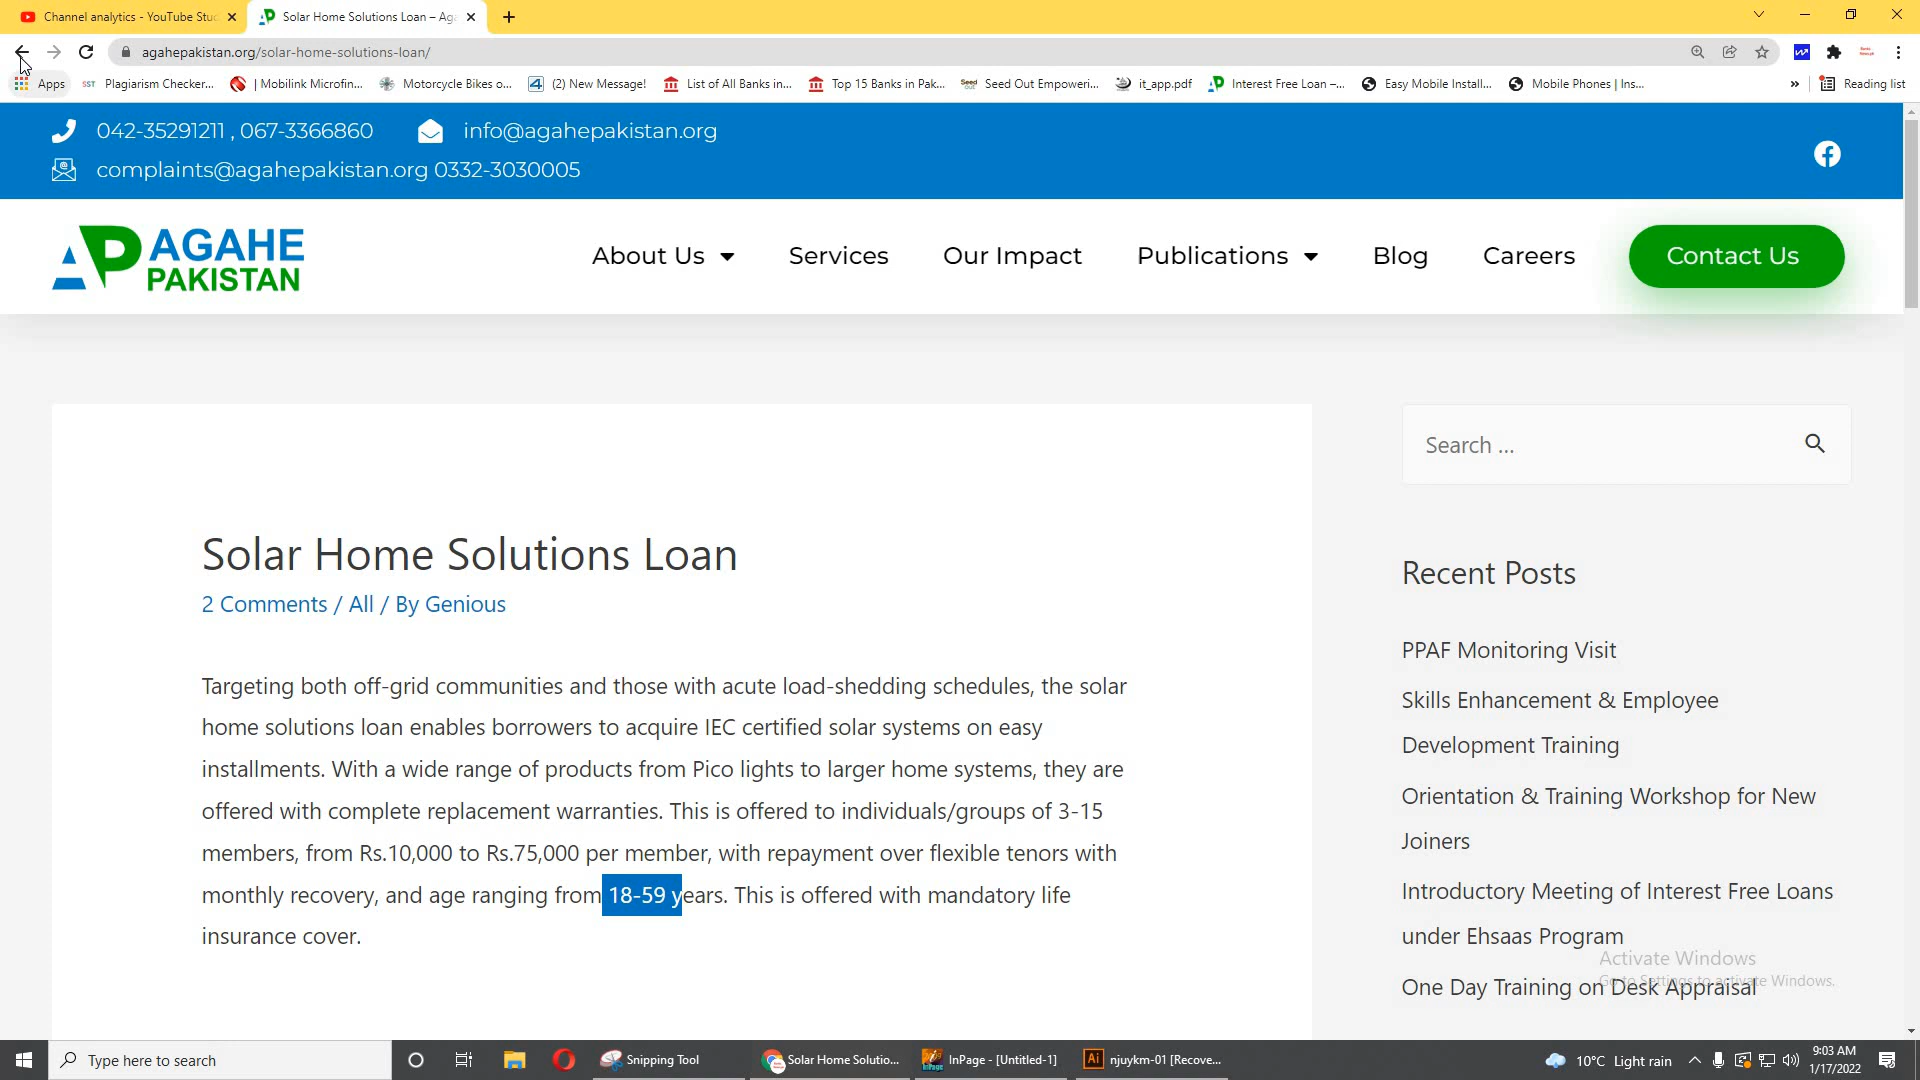 Channel analytics - YouTube Stu
Solar Home Solutions Loan – Aga
agahepakistan.org/solar-home-solutions-loan/
Apps
SST Plagiarism Checker...
| Mobilink Microfin...
Motorcycle Bikes o...
(2) New Message!
List of All Banks in...
Top 15 Banks in Pak...
Seed Out Empoweri...
it_app.pdf
Interest Free Loan –...
Easy Mobile Install...
Mobile Phones | Ins...
»
Reading list
042-35291211 , 067-3366860
info@agahepakistan.org
complaints@agahepakistan.org 0332-3030005
AGAHE
PAKISTAN
About Us
Services
Our Impact
Publications
Blog
Careers
Contact Us
Search ...
Solar Home Solutions Loan
2 Comments / All / By Genious
Targeting both off-grid communities and those with acute load-shedding schedules, the solar
home solutions loan enables borrowers to acquire IEC certified solar systems on easy
installments. With a wide range of products from Pico lights to larger home systems, they are
offered with complete replacement warranties. This is offered to individuals/groups of 3-15
members, from Rs.10,000 to Rs.75,000 per member, with repayment over flexible tenors with
monthly recovery, and age ranging from 18-59 years. This is offered with mandatory life
insurance cover.
Recent Posts
PPAF Monitoring Visit
Skills Enhancement & Employee
Development Training
Orientation & Training Workshop for New
Joiners
Introductory Meeting of Interest Free Loans
under Ehsaas Program
One Day Training on Desk Appraisal
Activate Windows
Go to Settings to activate Windows.
Type here to search
Snipping Tool
Solar Home Solutio...
InPage - [Untitled-1]
Ai njuykm-01 [Recove...
10°C Light rain
9:03 AM
1/17/2022